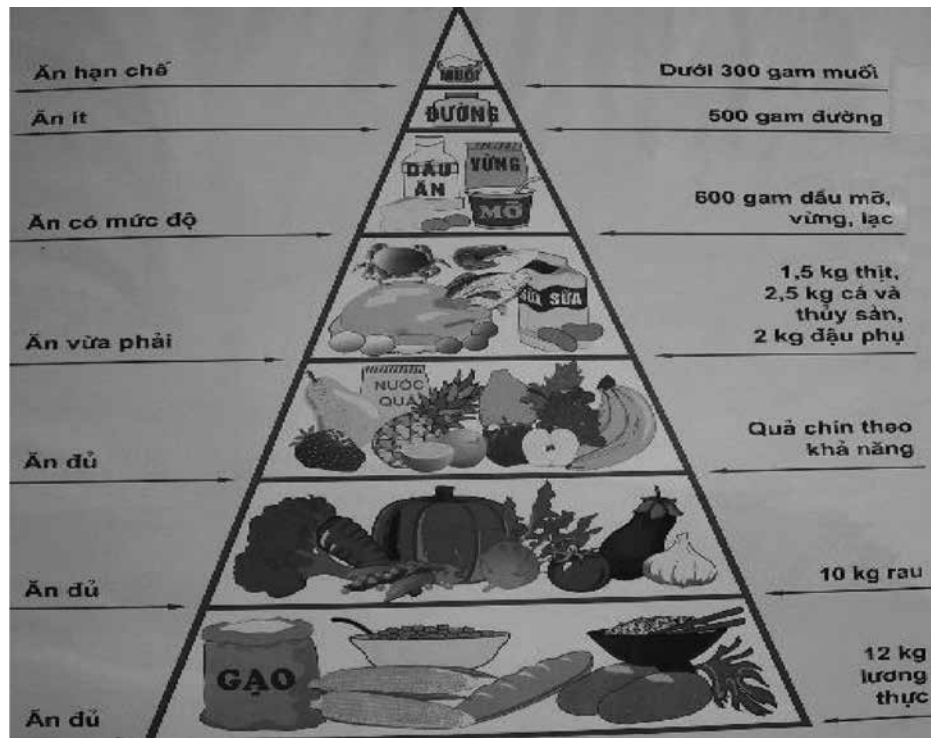 Ăn hạn chế
MUỐI
Dưới 300 gam muối
Ăn ít
ĐƯỜNG
500 gam đường
DẦU
ĂN
VỪNG
MỠ
Ăn có mức độ
600 gam dầu mỡ,
vừng, lạc
SỮA
Ăn vừa phải
1,5 kg thịt,
2,5 kg cá và
thủy sản,
2 kg đậu phụ
NƯỚC
QUẢ
Ăn đủ
Quả chín theo
khả năng
Ăn đủ
10 kg rau
GẠO
Ăn đủ
12 kg
lương
thực